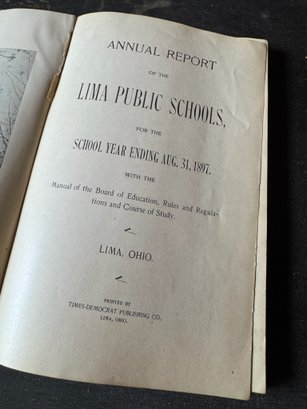 ANNUAL REPORT
OF THE
LIMA PUBLIC SCHOOLS,
FOR THE
SCHOOL YEAR ENDING AUG. 31, 1897,
WITH THE
Manual of the Board of Education, Rules and Regula-
tions and Course of Study.
LIMA, OHIO.
PRINTED BY
TIMES-DEMOCRAT PUBLISHING CO.,
LIMA, OHIO.